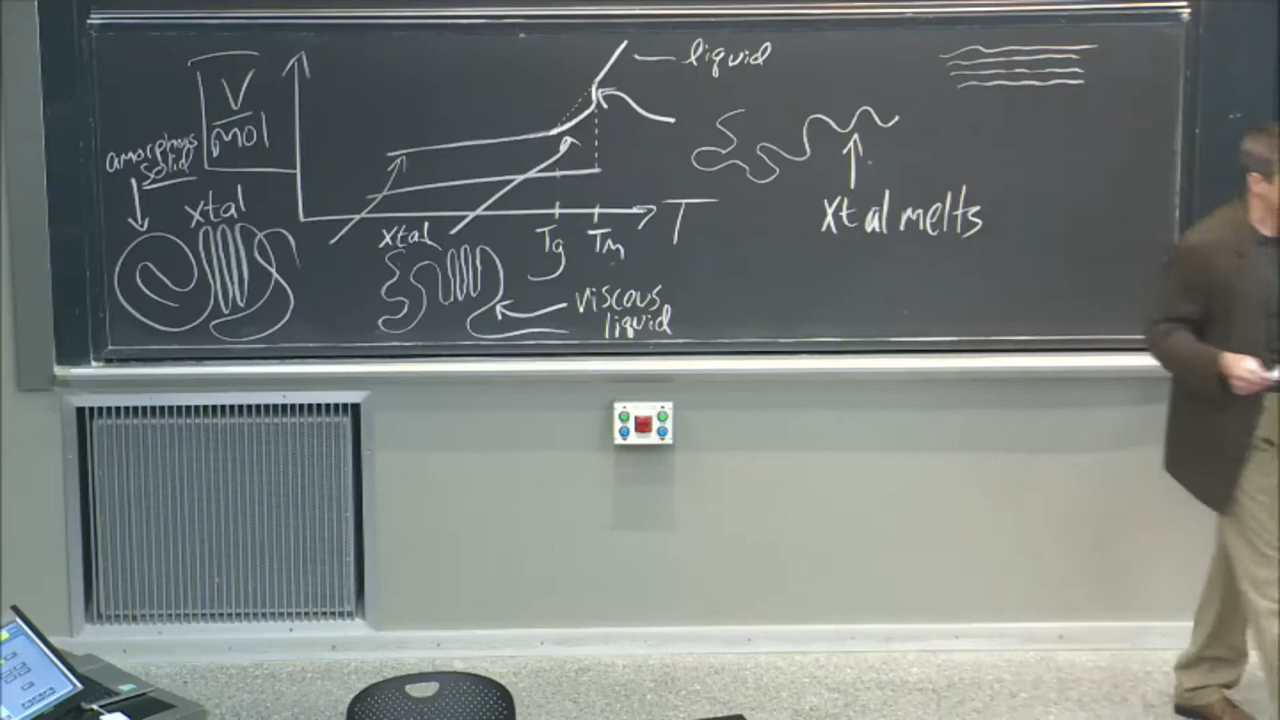 V
mol
amorphous
solid
xtal
liquid
xtal
Tg
Tm
T
viscous
liquid
xtal melts